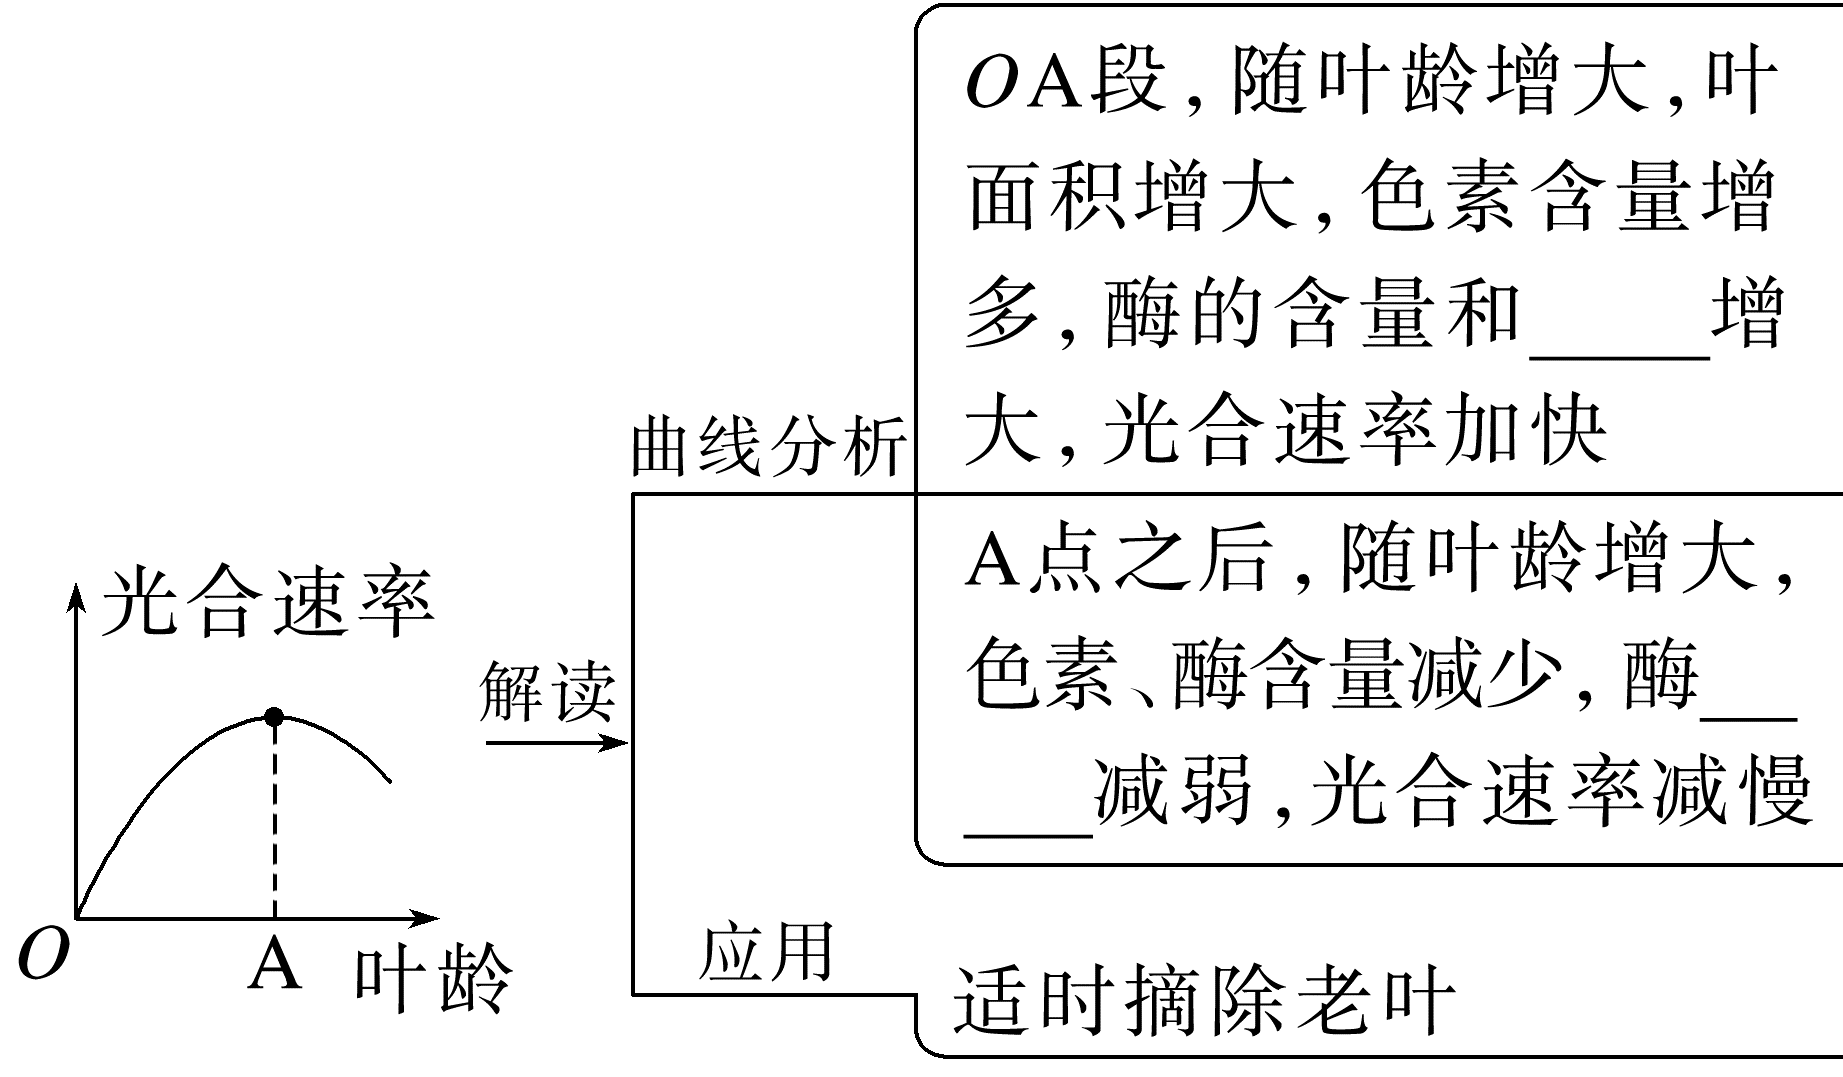 OA段,随叶龄增大,叶
面积增大,色素含量增
多,酶的含量和_____增
大,光合速率加快
曲线分析
A点之后,随叶龄增大,
色素、酶含量减少,酶___
____减弱,光合速率减慢
光合速率
解读
O
A
叶龄
应用
适时摘除老叶